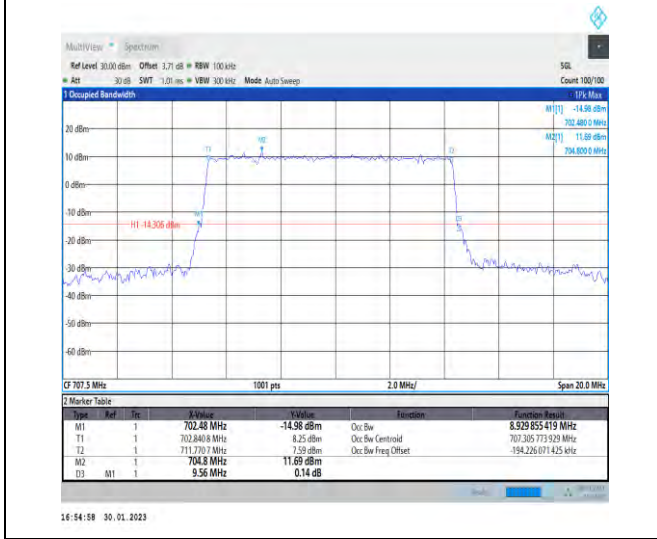 MultiView Spectrum
Ref Level 30.00 dBm Offset 3.71 dB RBW 100 kHz SGL
Att 30 dB SWT 1.01 ms VBW 300 kHz Mode Auto Sweep Count 100/100
1 Occupied Bandwidth 1Pk Max
M1[1] -14.98 dBm
702.480 0 MHz
M2[1] 11.69 dBm
704.800 0 MHz
20 dBm
M2
T1 T2
10 dBm
0 dBm
-10 dBm
M1
D3
H1 -14.306 dBm
-20 dBm
-30 dBm
-40 dBm
-50 dBm
-60 dBm
CF 707.5 MHz 1001 pts 2.0 MHz/ Span 20.0 MHz
2 Marker Table
Type Ref Trc X-Value Y-Value Function Function Result
M1 1 702.48 MHz -14.98 dBm Occ Bw 8.929 855 419 MHz
T1 1 702.840 8 MHz 8.25 dBm Occ Bw Centroid 707.305 773 929 MHz
T2 1 711.770 7 MHz 7.59 dBm Occ Bw Freq Offset -194.226 071 425 kHz
M2 1 704.8 MHz 11.69 dBm
D3 M1 1 9.56 MHz 0.14 dB
16:54:58 30.01.2023